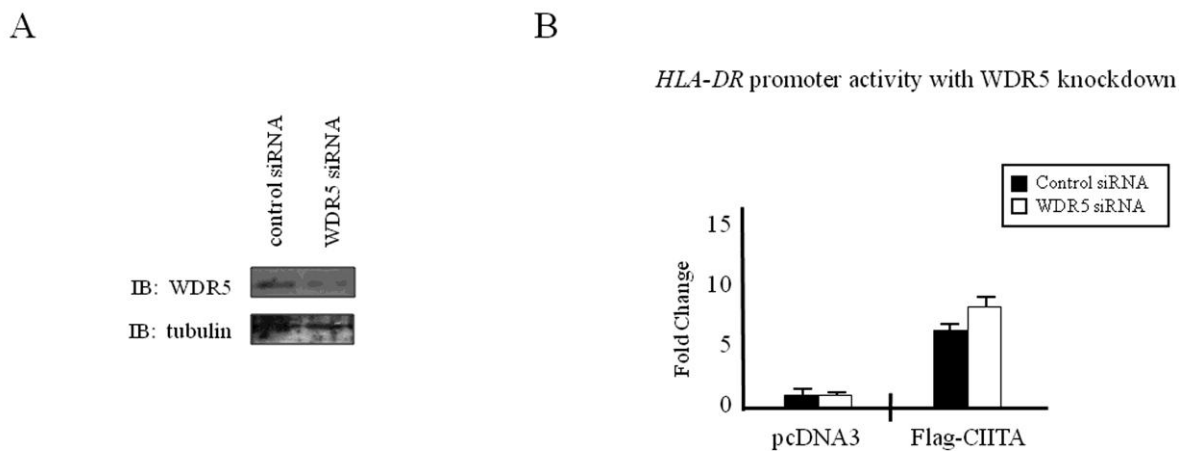 A
control siRNA
WDR5 siRNA
IB: WDR5
IB: tubulin
B
HLA-DR promoter activity with WDR5 knockdown
Control siRNA
WDR5 siRNA
Fold Change
15
10
5
0
pcDNA3
Flag-CIITA